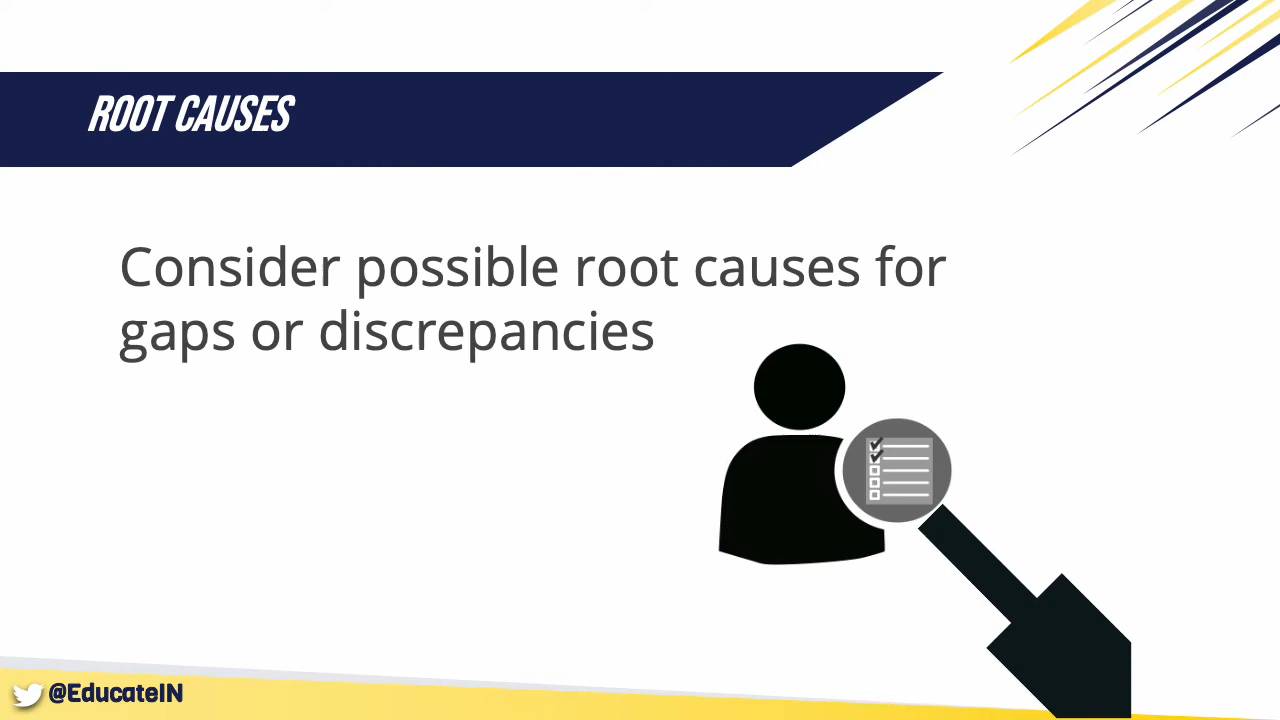 ROOT CAUSES
Consider possible root causes for
gaps or discrepancies
@EducateIN